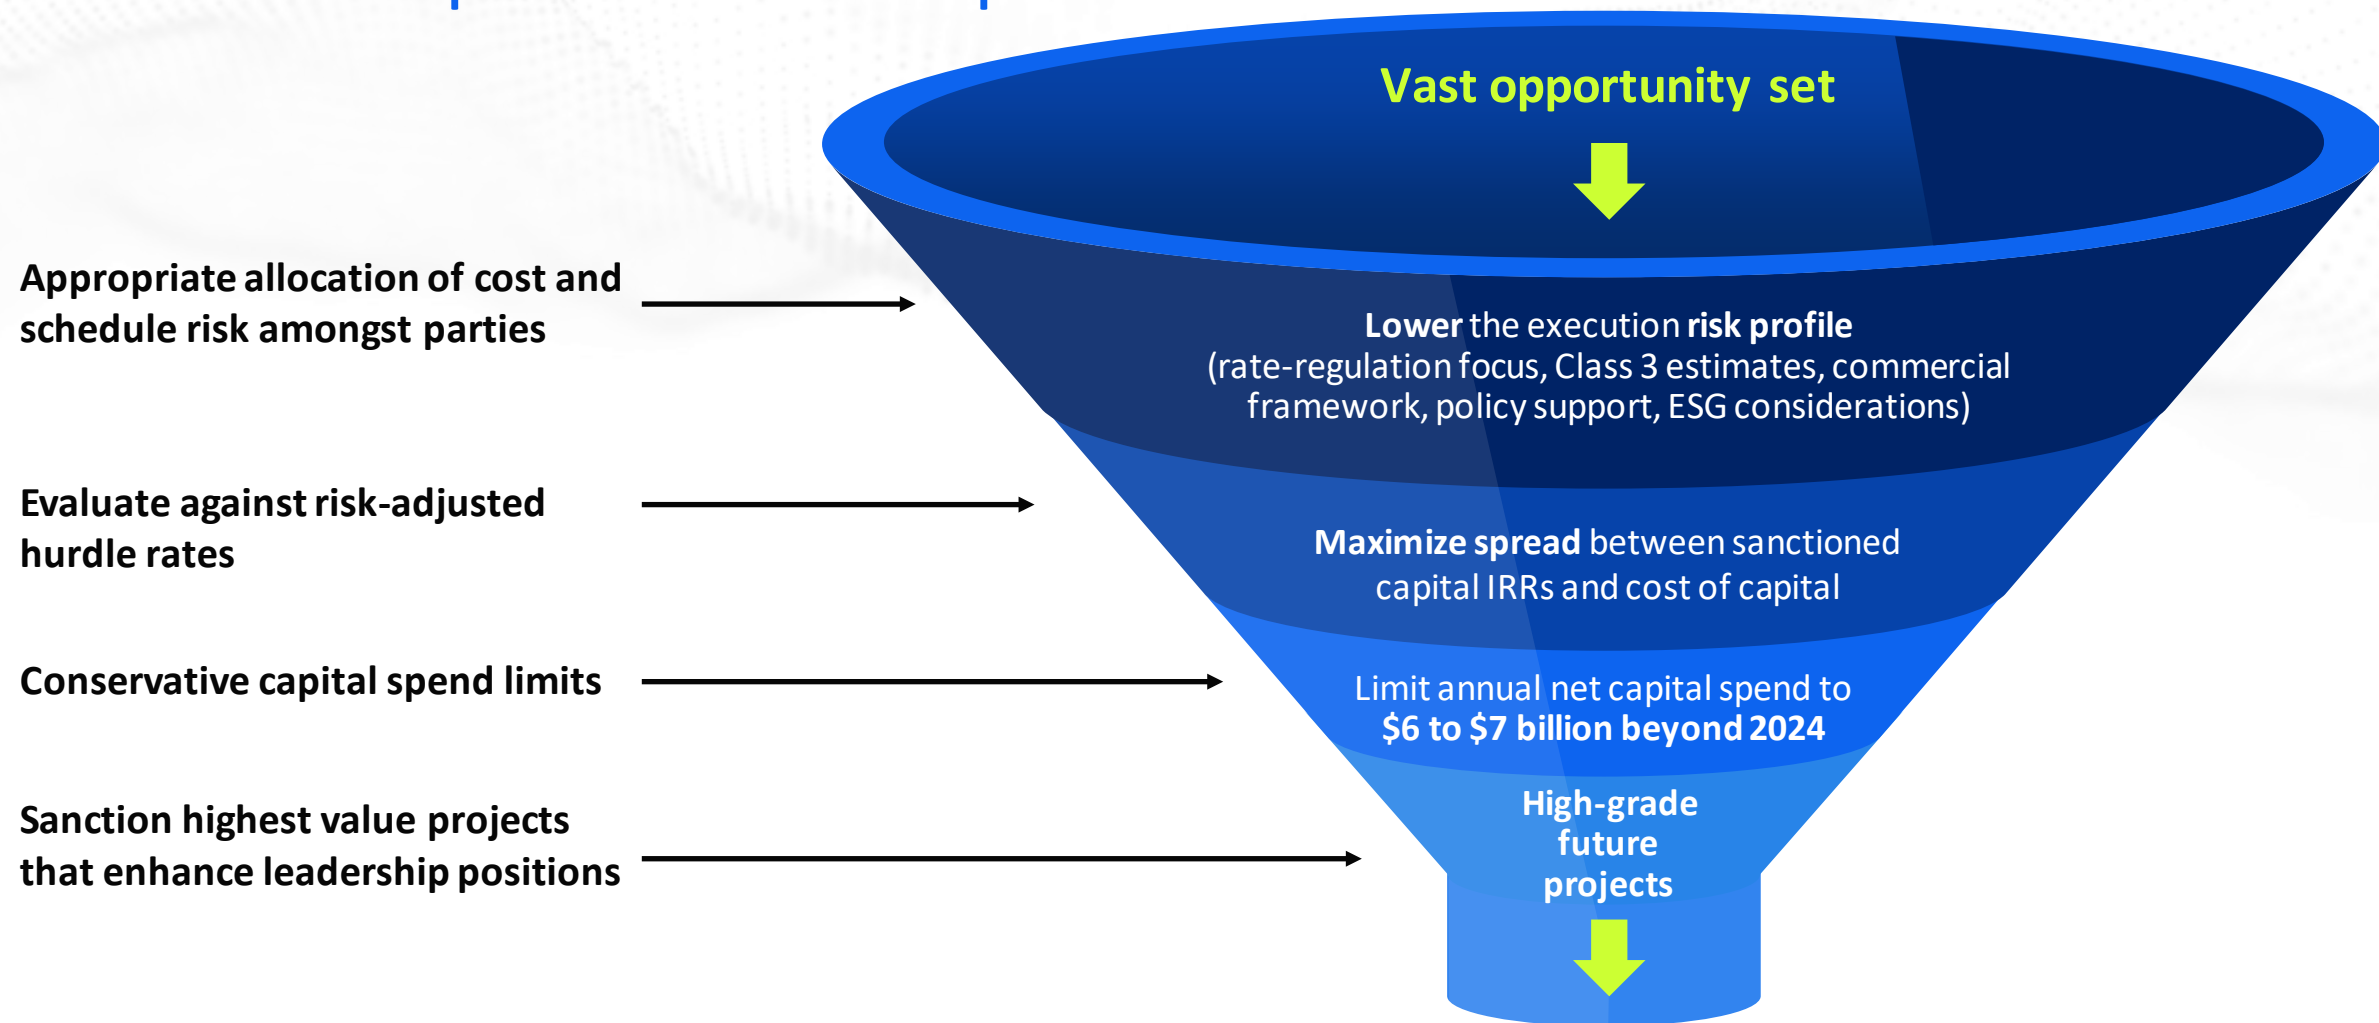 Vast opportunity set
Appropriate allocation of cost and
schedule risk amongst parties
Lower the execution risk profile
(rate-regulation focus, Class 3 estimates, commercial
framework, policy support, ESG considerations)
Evaluate against risk-adjusted
hurdle rates
Maximize spread between sanctioned
capital IRRs and cost of capital
Conservative capital spend limits
Limit annual net capital spend to
$6 to $7 billion beyond 2024
Sanction highest value projects
that enhance leadership positions
High-grade
future
projects